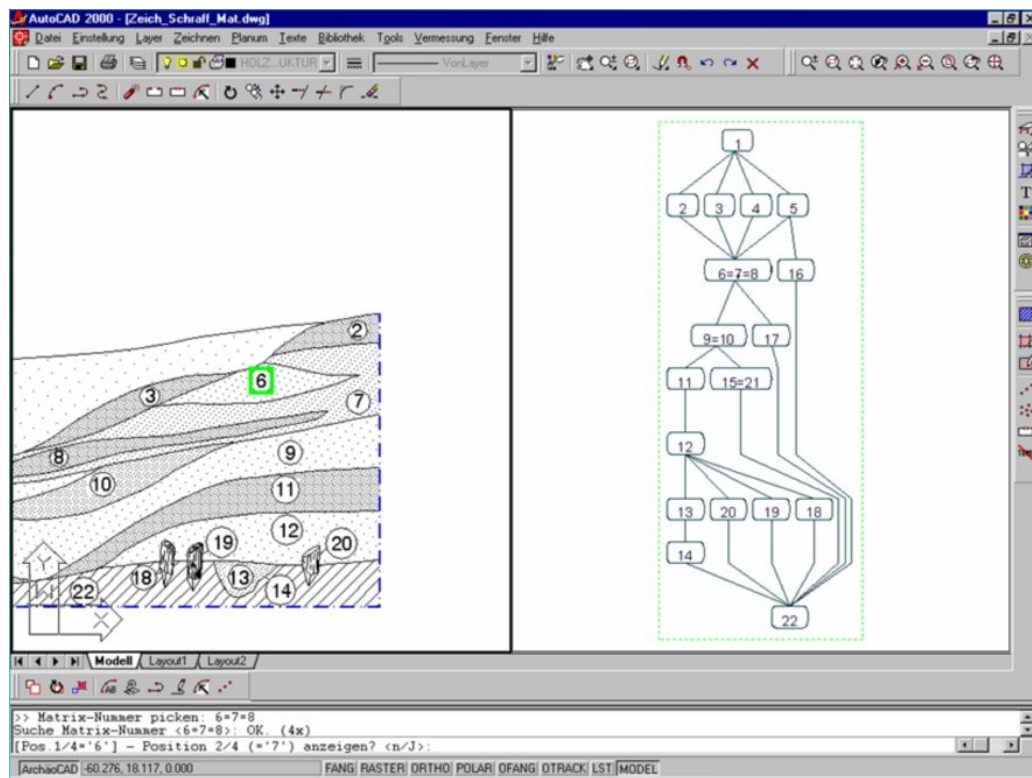 AutoCAD 2000 - [Zeich_Schraff_Mat.dwg]
Datei Einstellung Layer Zeichnen Planum Texte Bibliothek Tools Vermessung Fenster Hilfe
HOLZ...UKTUR VonLayer
1
2 3 4 5
6=7=8 16
9=10 17
11 15=21
12
13 20 19 18
14
22
2
6
3
7
8
9
10
11
12
19 20
18 13
22 14
Y
W
X
Modell Layout1 Layout2
>> Matrix-Nummer picken: 6=7=8
Suche Matrix-Nummer <6=7=8>: OK. (4x)
[Pos.1/4='6'] - Position 2/4 (='7') anzeigen? <n/J>:
ArchäoCAD -60.276, 18.117, 0.000 FANG RASTER ORTHO POLAR OFANG OTRACK LST MODEL